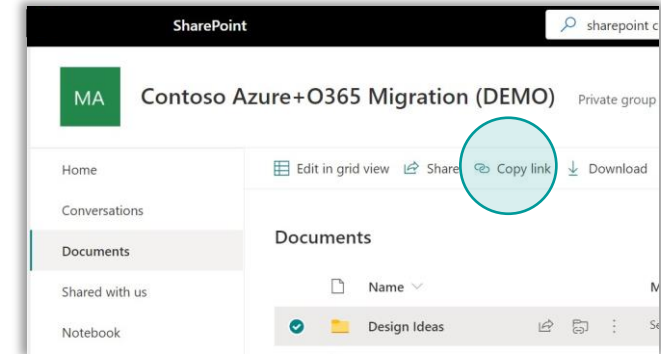 SharePoint
sharepoint c
MA
Contoso Azure+O365 Migration (DEMO)
Private group
Home
Edit in grid view
Share
Copy link
Download
Conversations
Documents
Documents
Shared with us
Name
M
Notebook
Design Ideas
Se